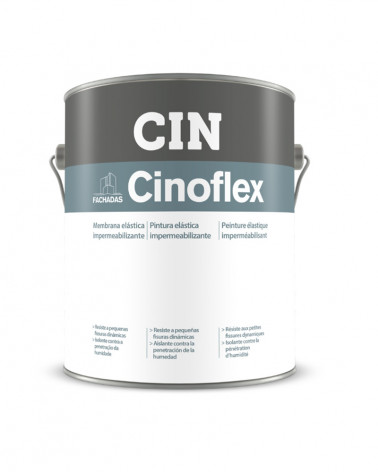 CIN
Cinoflex
FACHADAS
Membrana elástica
impermeabilizante
Pintura elástica
impermeabilizante
Peinture élastique
imperméabilisant
> Resiste a pequenas
fissuras dinâmicas
> Isolante contra a
penetração da
humidade
> Resiste a pequeñas
fisuras dinámicas
> Aislante contra la
penetración de la
humedad
> Résiste aux petites
fissures dynamiques
> Isolante contre la
pénétration
d'humidité